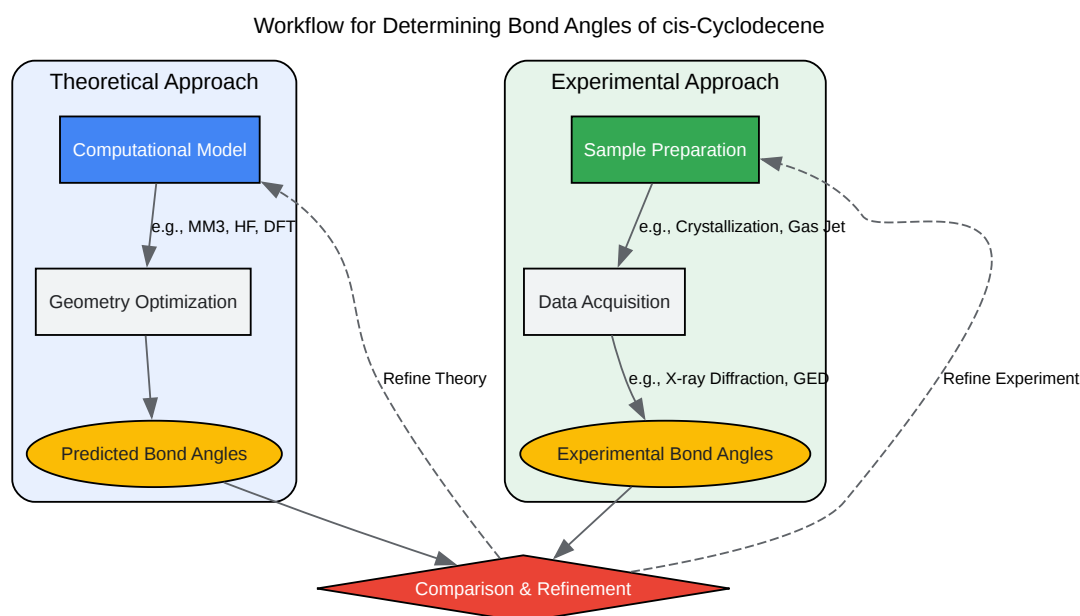 Workflow for Determining Bond Angles of cis-Cyclodecene
Theoretical Approach
Computational Model
e.g., MM3, HF, DFT
Geometry Optimization
Predicted Bond Angles
Experimental Approach
Sample Preparation
e.g., Crystallization, Gas Jet
Data Acquisition
e.g., X-ray Diffraction, GED
Experimental Bond Angles
Refine Theory
Refine Experiment
Comparison & Refinement